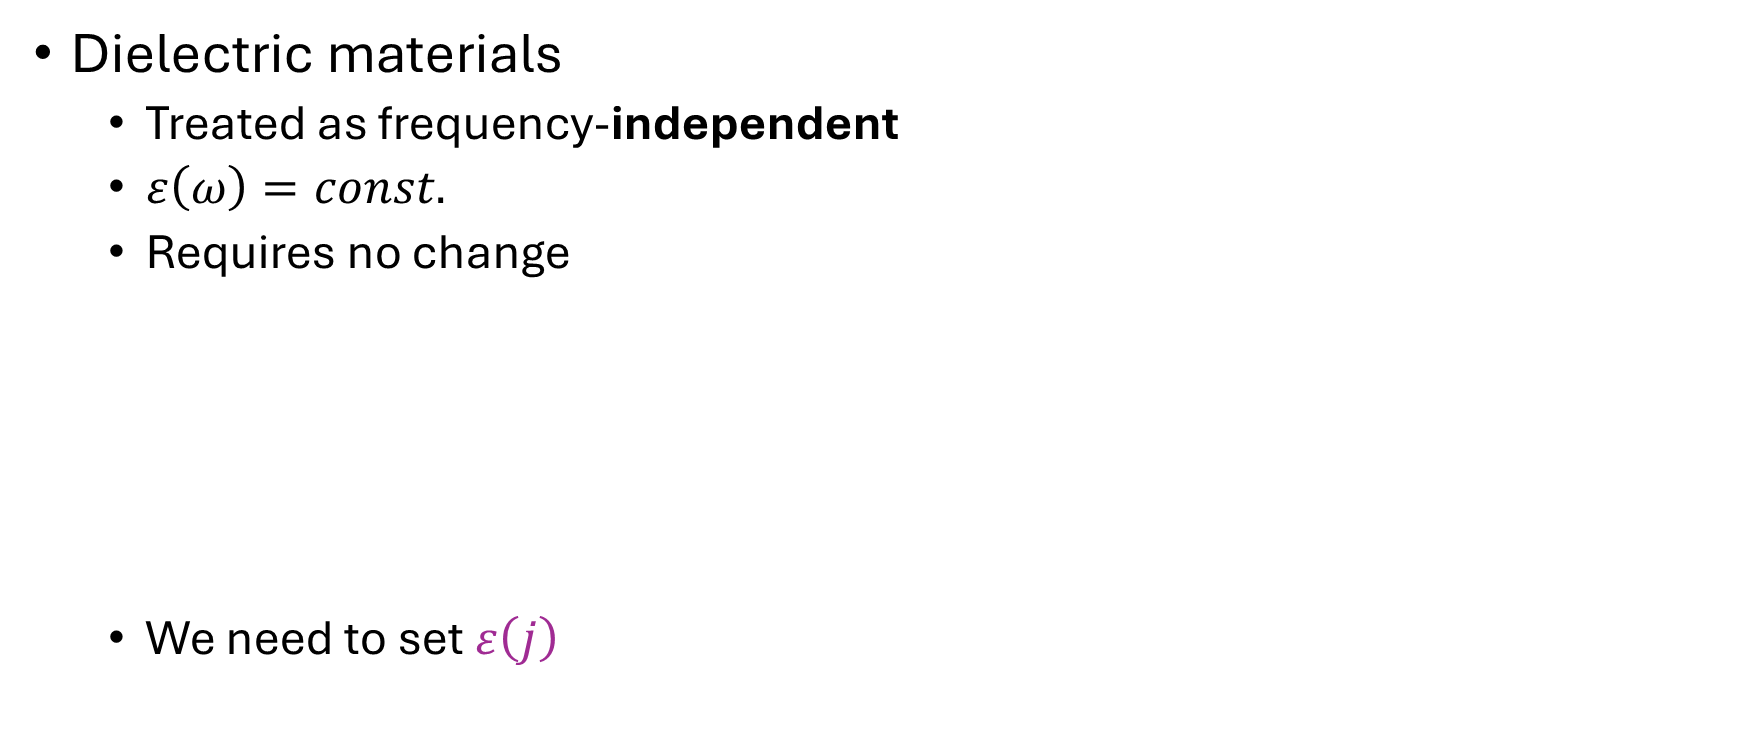 • Dielectric materials
• Treated as frequency-independent
• ε(ω) = const.
• Requires no change
• We need to set ε(j)